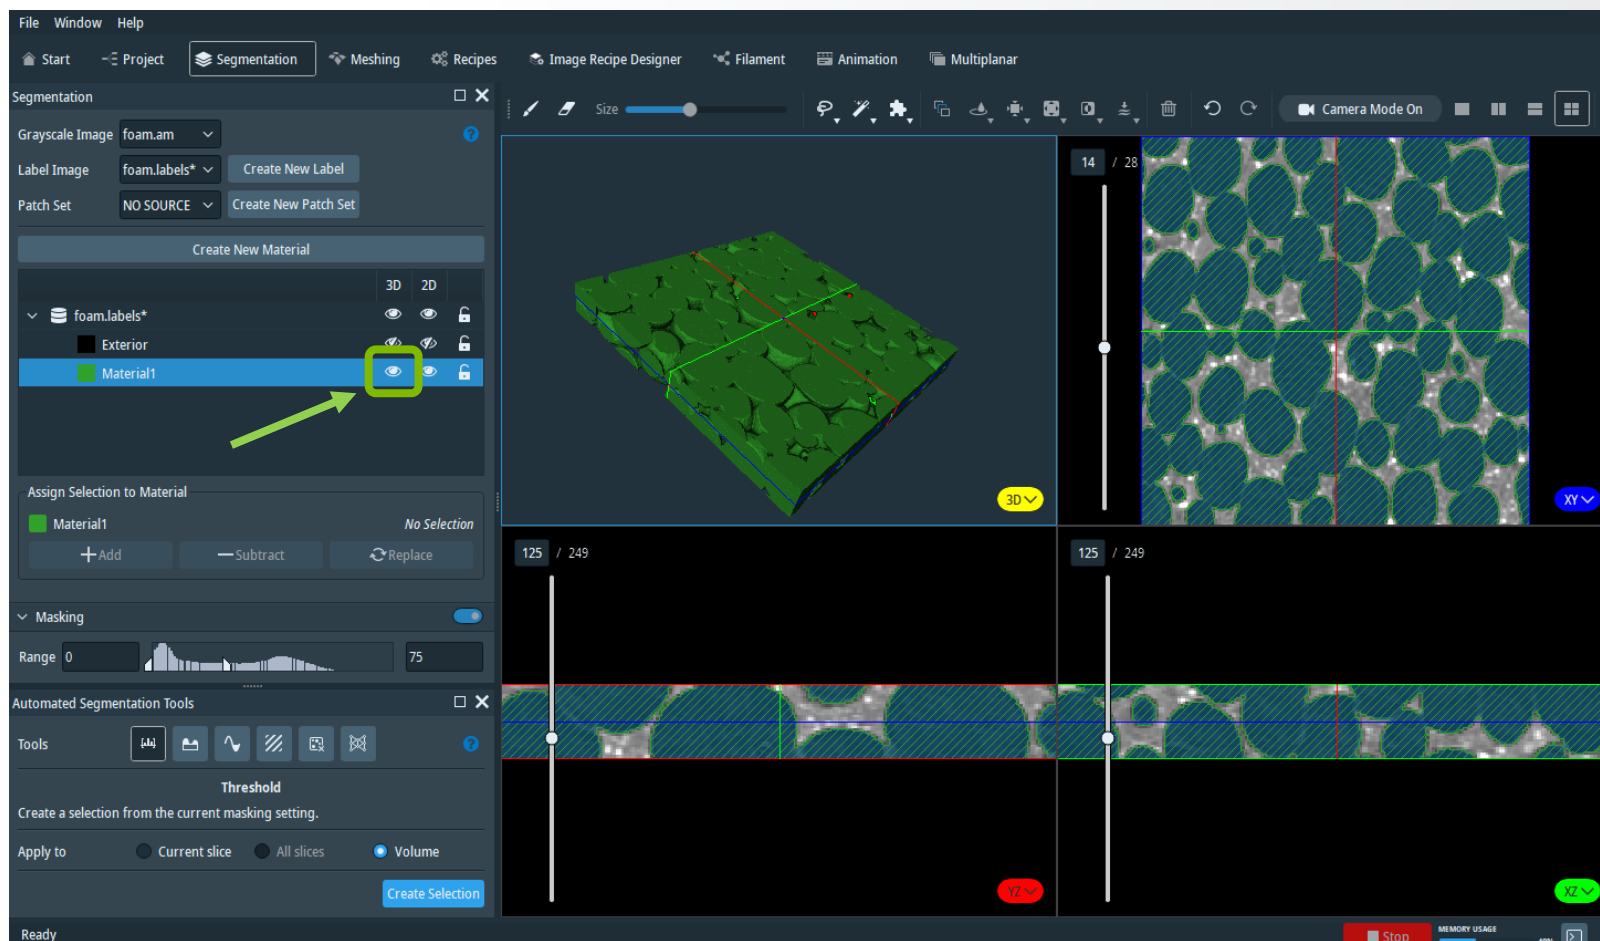 File Window Help
Start Project Segmentation Meshing Recipes Image Recipe Designer Filament Animation Multiplanar
Segmentation
Size
Camera Mode On
Grayscale Image foam.am
Label Image foam.labels* Create New Label
Patch Set NO SOURCE Create New Patch Set
Create New Material
3D 2D
foam.labels*
Exterior
Material1
Assign Selection to Material
Material1 No Selection
Add Subtract Replace
Masking
Range 0 75
Automated Segmentation Tools
Tools
Threshold
Create a selection from the current masking setting.
Apply to Current slice All slices Volume
Create Selection
3D
14 / 28
XY
125 / 249
YZ
125 / 249
XZ
Ready
Stop
MEMORY USAGE